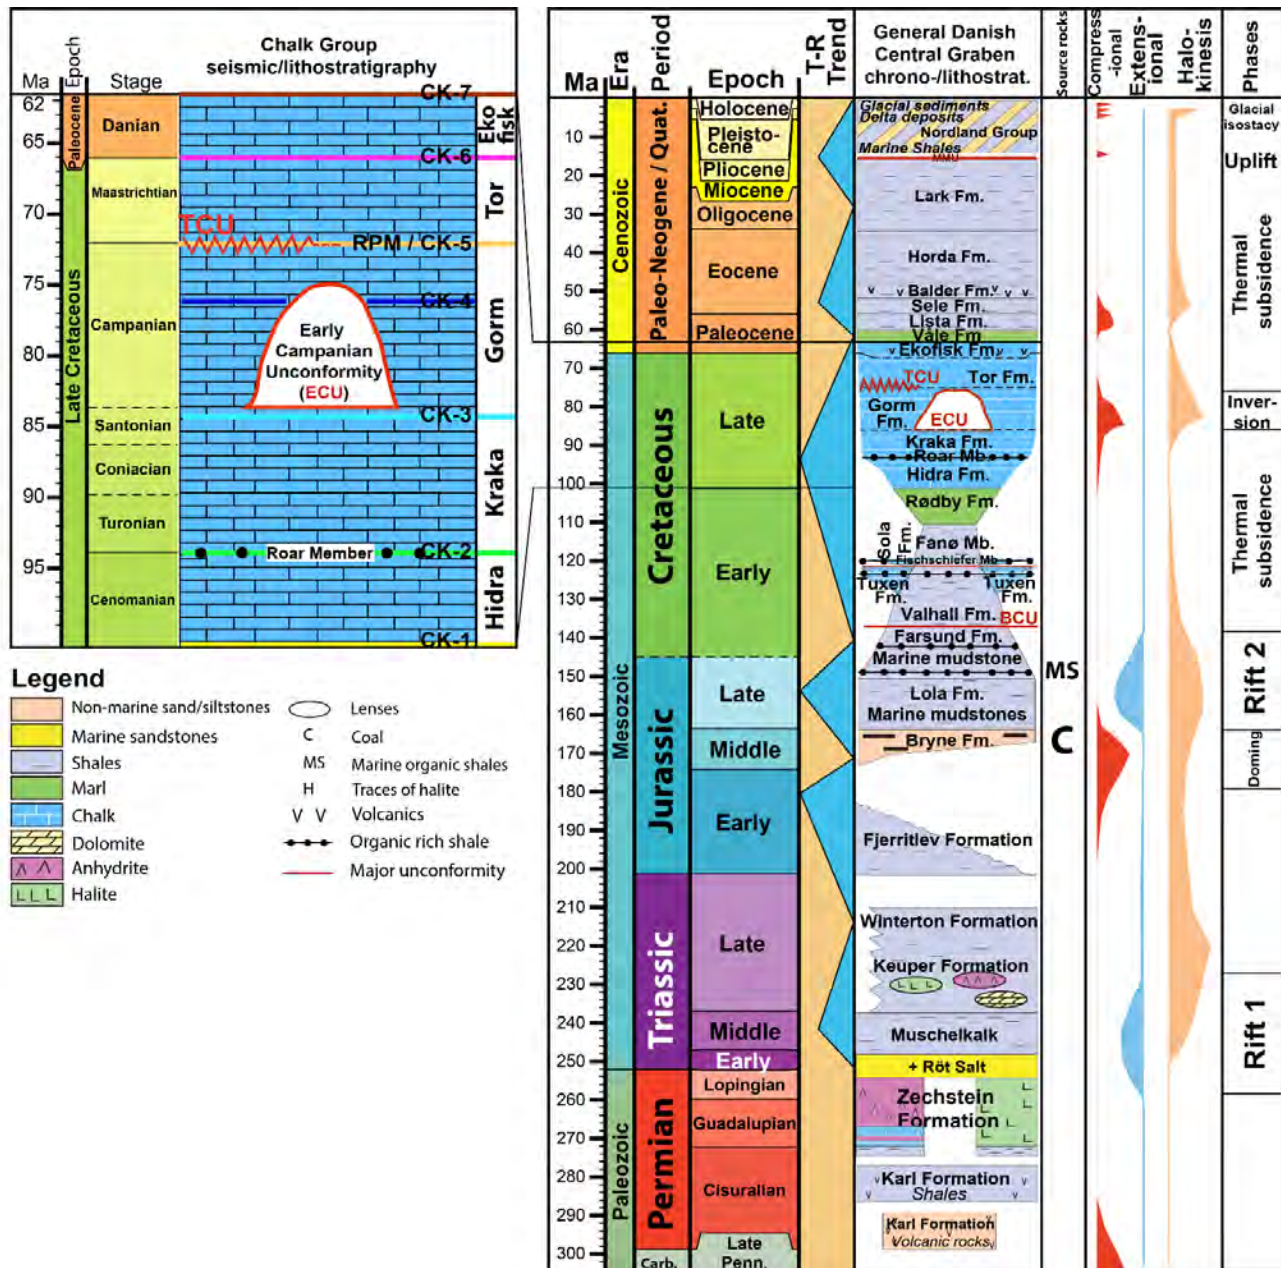 Chalk Group
seismic/lithostratigraphy
Ma
Epoch
Stage
CK-7
62
65
70
75
80
85
90
95
Paleocene
Late Cretaceous
Danian
Maastrichtian
Campanian
Santonian
Coniacian
Turonian
Cenomanian
CK-6
TCU
RPM / CK-5
CK-4
Early
Campanian
Unconformity
(ECU)
CK-3
Roar Member
CK-2
CK-1
Eko
fisk
Tor
Gorm
Kraka
Hidra
Legend
Non-marine sand/siltstones
Marine sandstones
Shales
Marl
Chalk
Dolomite
Anhydrite
Halite
Lenses
C Coal
MS Marine organic shales
H Traces of halite
V V Volcanics
Organic rich shale
Major unconformity
Ma
Era
Period
Epoch
T-R
Trend
General Danish
Central Graben
chrono-/lithostrat.
Source rocks
Compress
-ional
Extens-
ional
Halo-
kinesis
Phases
10
20
30
40
50
60
70
80
90
100
110
120
130
140
150
160
170
180
190
200
210
220
230
240
250
260
270
280
290
300
Cenozoic
Mesozoic
Paleozoic
Paleo-Neogene / Quat.
Cretaceous
Jurassic
Triassic
Permian
Carb.
Holocene
Pleisto-
cene
Pliocene
Miocene
Oligocene
Eocene
Paleocene
Late
Early
Late
Middle
Early
Late
Middle
Early
Lopingian
Guadalupian
Cisuralian
Late
Penn.
Glacial sediments
Delta deposits
Nordland Group
Marine Shales
MMU
Lark Fm.
Horda Fm.
Balder Fm.
Sele Fm.
Lista Fm.
Våle Fm
Ekofisk Fm.
TCU
Tor Fm.
Gorm
Fm.
ECU
Kraka Fm.
Roar Mb.
Hidra Fm.
Rødby Fm.
Sola
Fm.
Fanø Mb.
Fischschiefer Mb
Tuxen
Fm.
Tuxen
Fm.
Valhall Fm.
BCU
Farsund Fm.
Marine mudstone
Lola Fm.
Marine mudstones
Bryne Fm.
Fjerritlev Formation
Winterton Formation
Keuper Formation
Muschelkalk
+ Röt Salt
Zechstein
Formation
Karl Formation
Shales
Karl Formation
Volcanic rocks
MS
C
Glacial
isostacy
Uplift
Thermal
subsidence
Inver-
sion
Thermal
subsidence
Rift 2
Doming
Rift 1